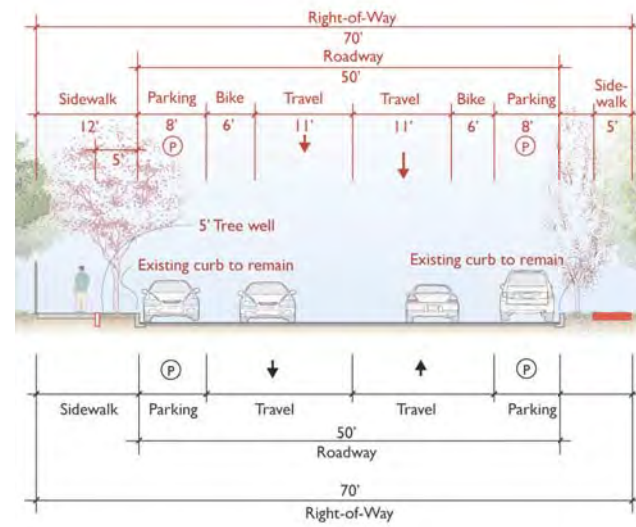 Right-of-Way
70'
Roadway
50'
Sidewalk Parking Bike Travel Travel Bike Parking Side-
walk
12' 8' 6' 11' 11' 6' 8' 5'
5' P P
5' Tree well
Existing curb to remain Existing curb to remain
P P
Sidewalk Parking Travel Travel Parking
50'
Roadway
70'
Right-of-Way